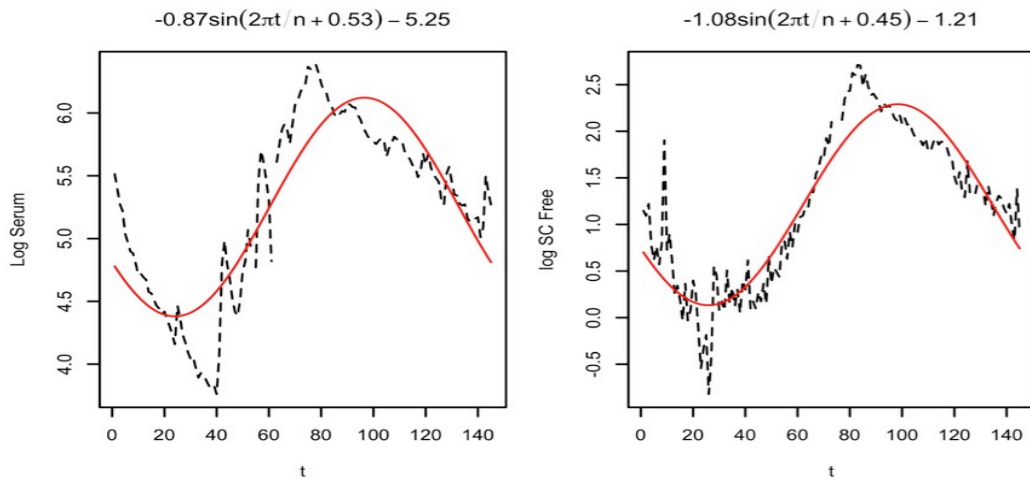 -0.87sin(2πt/n + 0.53) − 5.25
Log Serum
6.0
5.5
5.0
4.5
4.0
0 20 40 60 80 100 120 140
t
-1.08sin(2πt/n + 0.45) − 1.21
log SC Free
2.5
2.0
1.5
1.0
0.5
0.0
-0.5
0 20 40 60 80 100 120 140
t